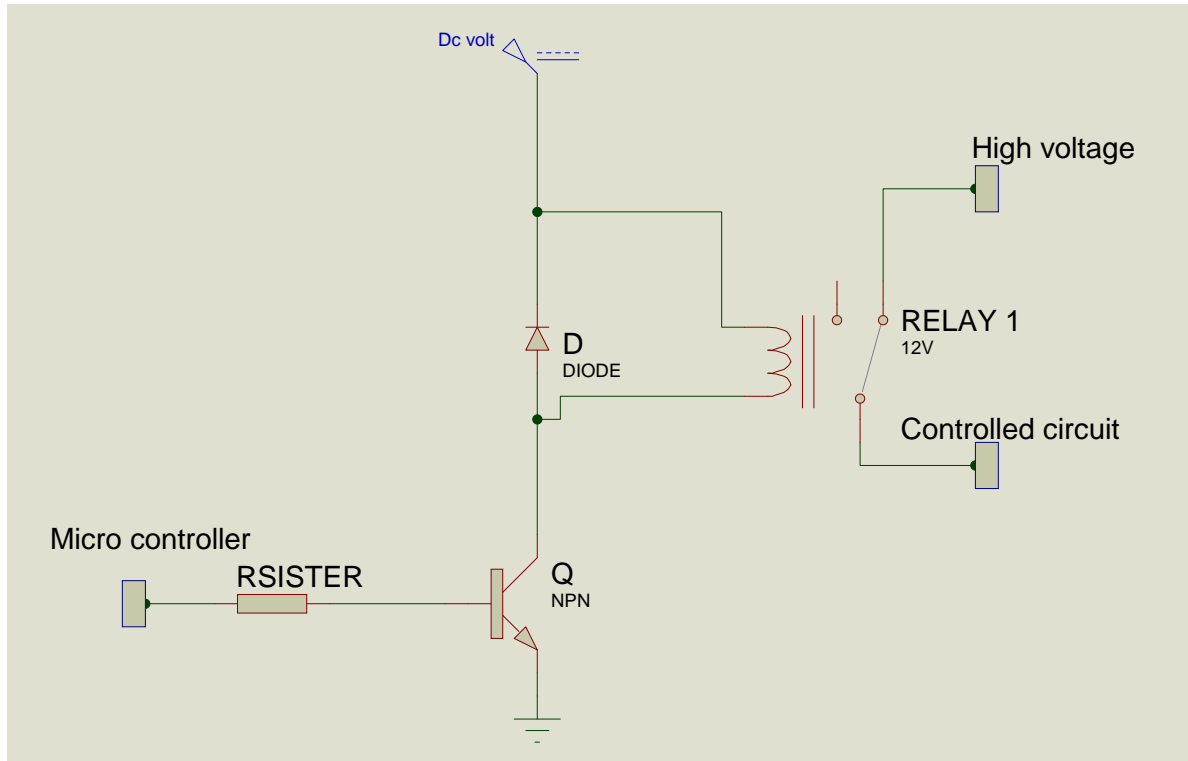 Dc volt
High voltage
RELAY 1
12V
D
DIODE
Controlled circuit
Micro controller
RSISTER
Q
NPN